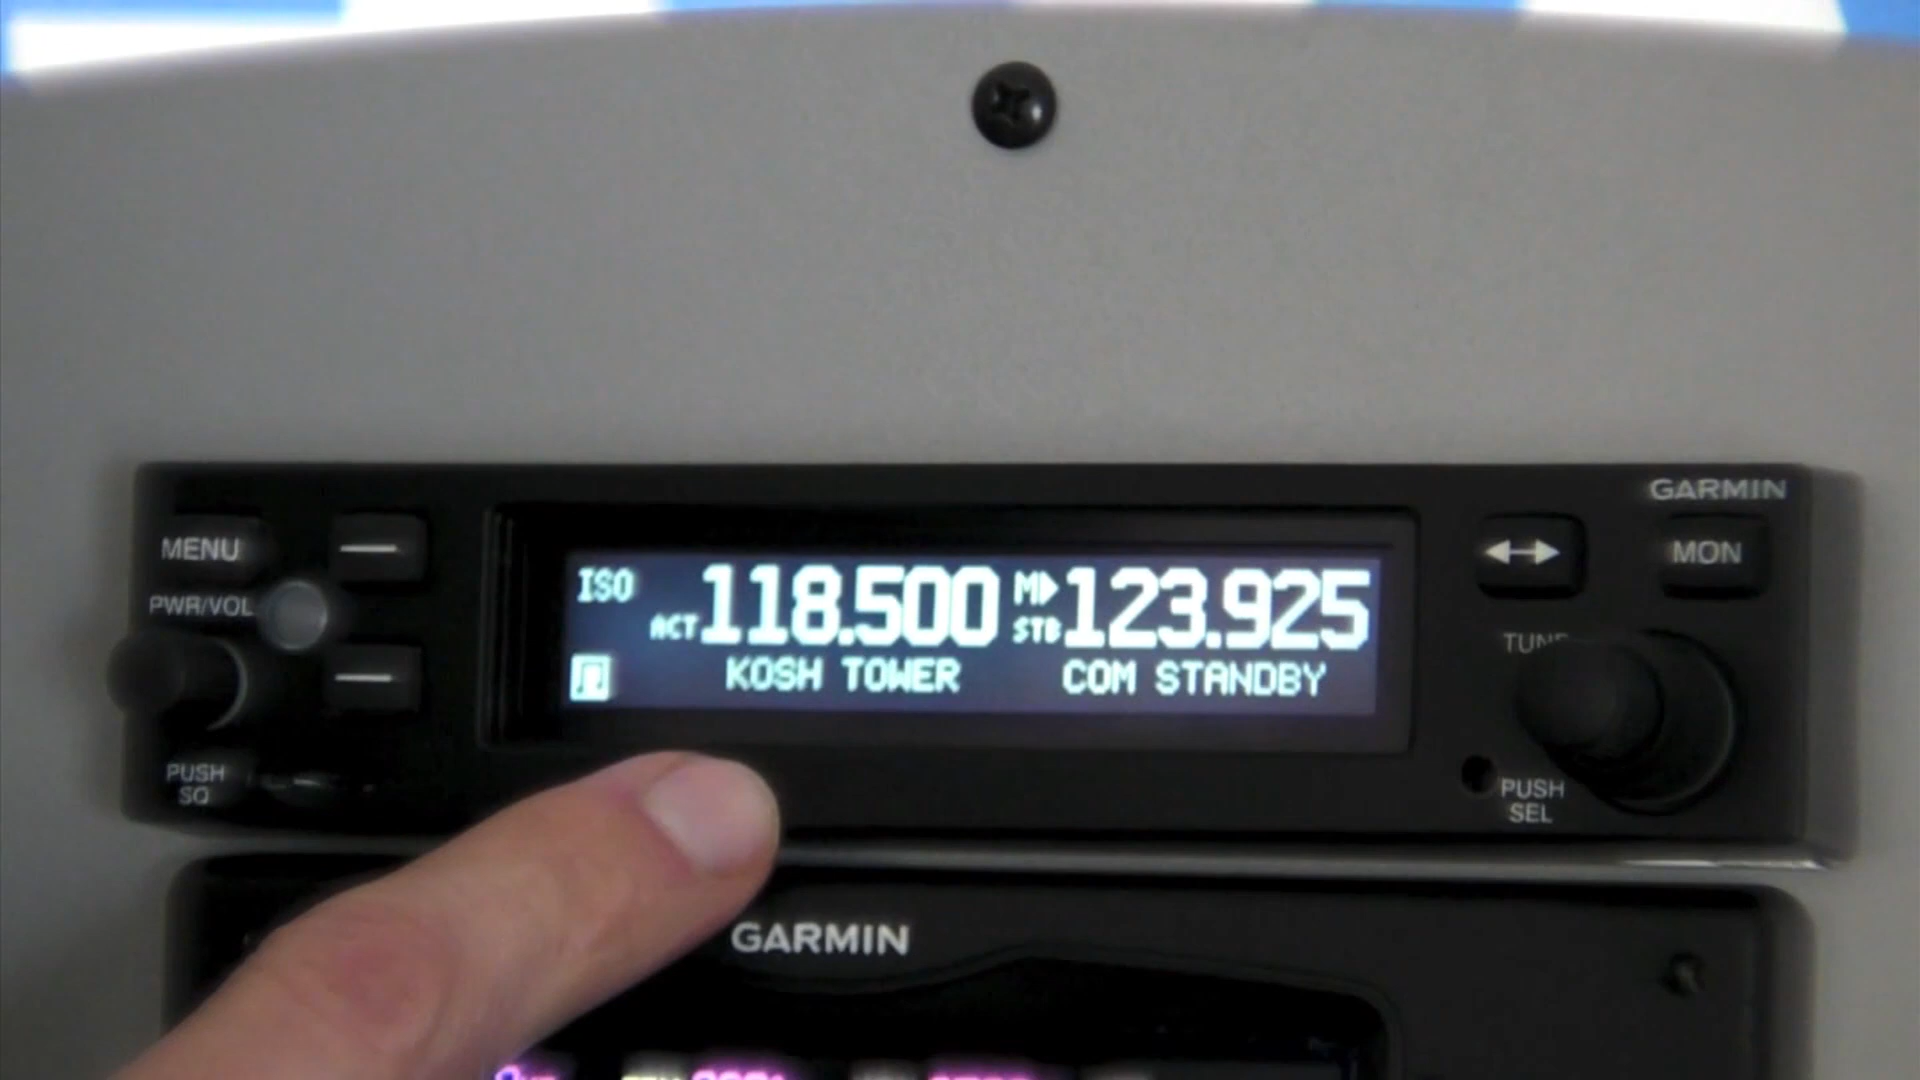 GARMIN
MENU
MON
PWR/VOL
ISO
ACT 118.500
M
STB 123.925
KOSH TOWER
COM STANDBY
PUSH
SQ
PUSH
SEL
GARMIN